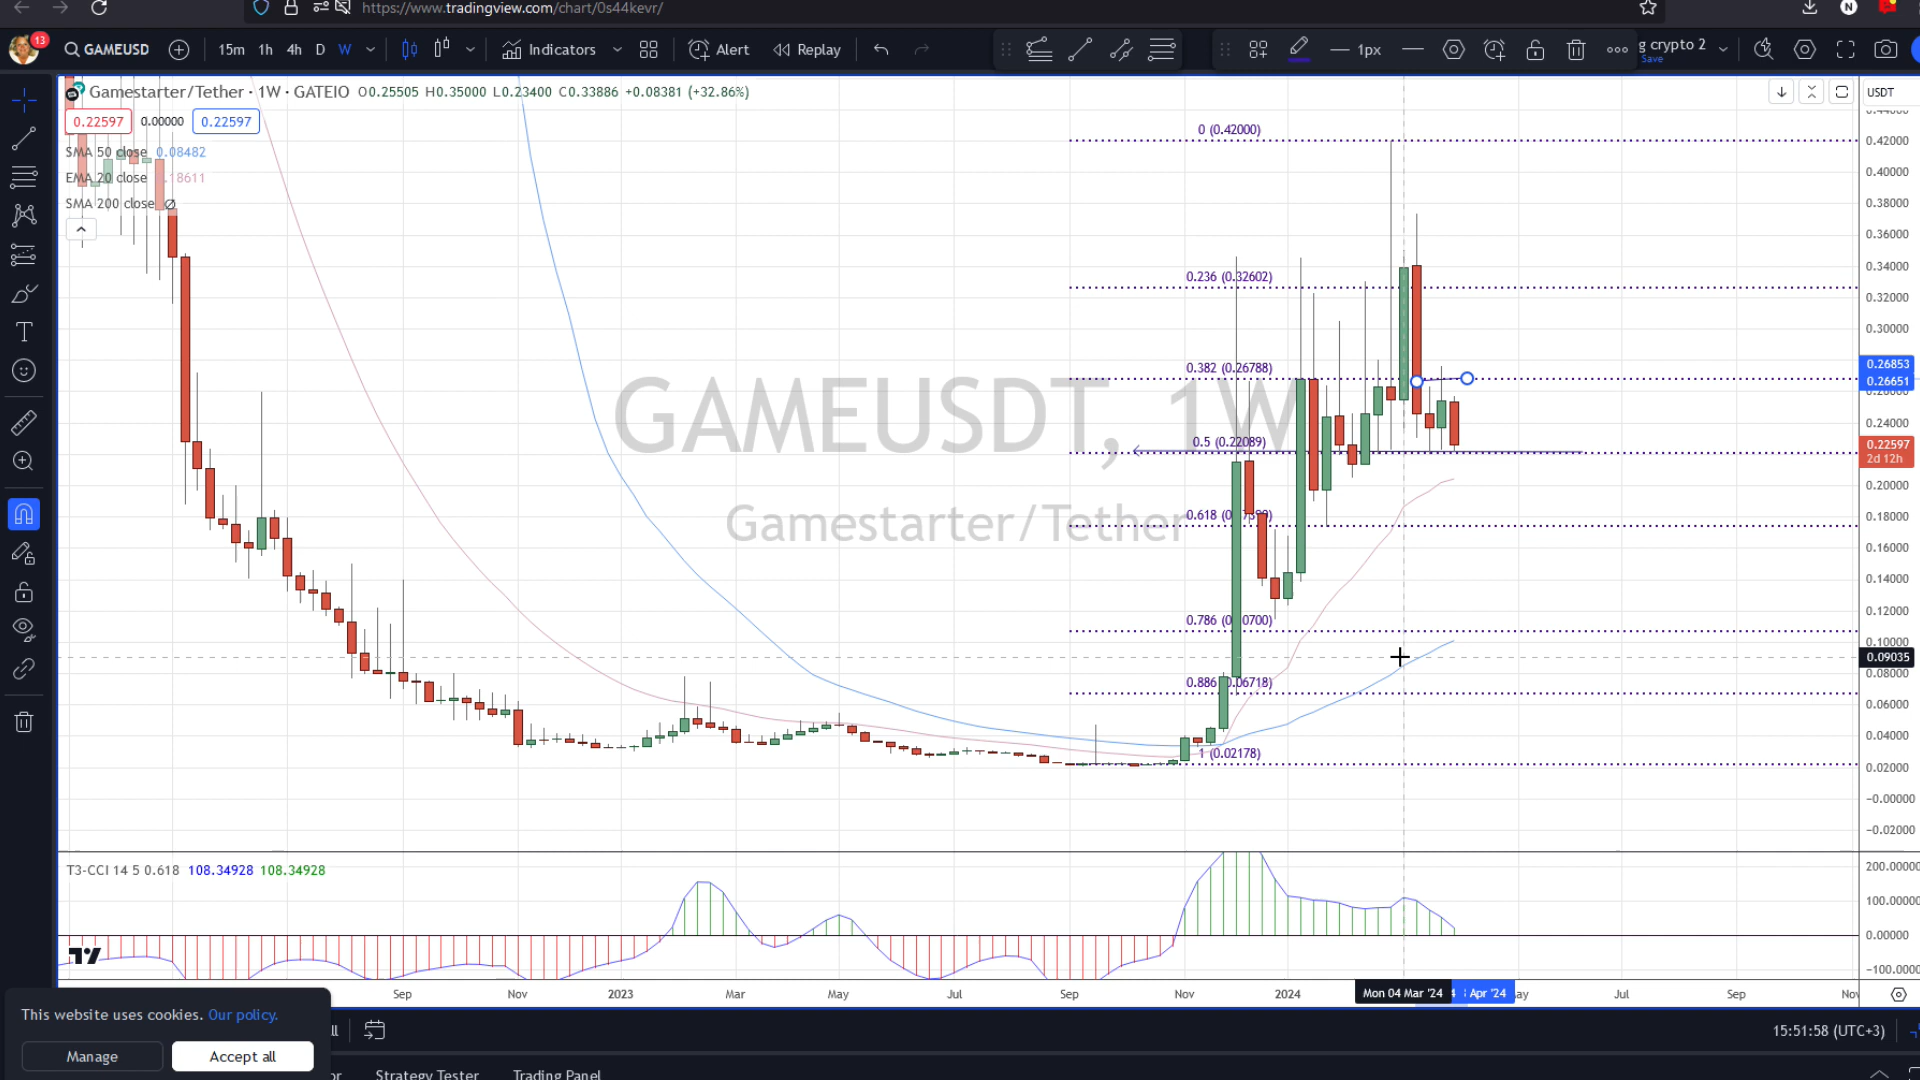 https://www.tradingview.com/chart/0s44kevr/
N
13
GAMEUSD 15m 1h 4h D W Indicators Alert Replay 1px g crypto 2
Save
Gamestarter/Tether · 1W · GATEIO O0.25505 H0.35000 L0.23400 C0.33886 +0.08381 (+32.86%)
USDT
0.22597 0.00000 0.22597
SMA 50 close 0.08482
EMA 20 close 18611
SMA 200 close Ø
0 (0.42000)
0.236 (0.32602)
0.382 (0.26788)
0.5 (0.22089)
0.618
0.786
0.886 0.06718)
1 (0.02178)
GAMEUSDT, 1W
Gamestarter/Tether
0.42000
0.40000
0.38000
0.36000
0.34000
0.32000
0.30000
0.26853
0.26651
0.24000
0.22597
2d 12h
0.20000
0.18000
0.16000
0.14000
0.12000
0.10000
0.09035
0.08000
0.06000
0.04000
0.02000
−0.00000
−0.02000
T3-CCI 14 5 0.618 108.34928 108.34928
200.0000
100.0000
0.00000
−100.0000
Sep Nov 2023 Mar May Jul Sep Nov 2024 Mon 04 Mar '24 Apr '24 Jul Sep Nov
This website uses cookies. Our policy.
Manage Accept all
15:51:58 (UTC+3)
Strategy Tester Trading Panel